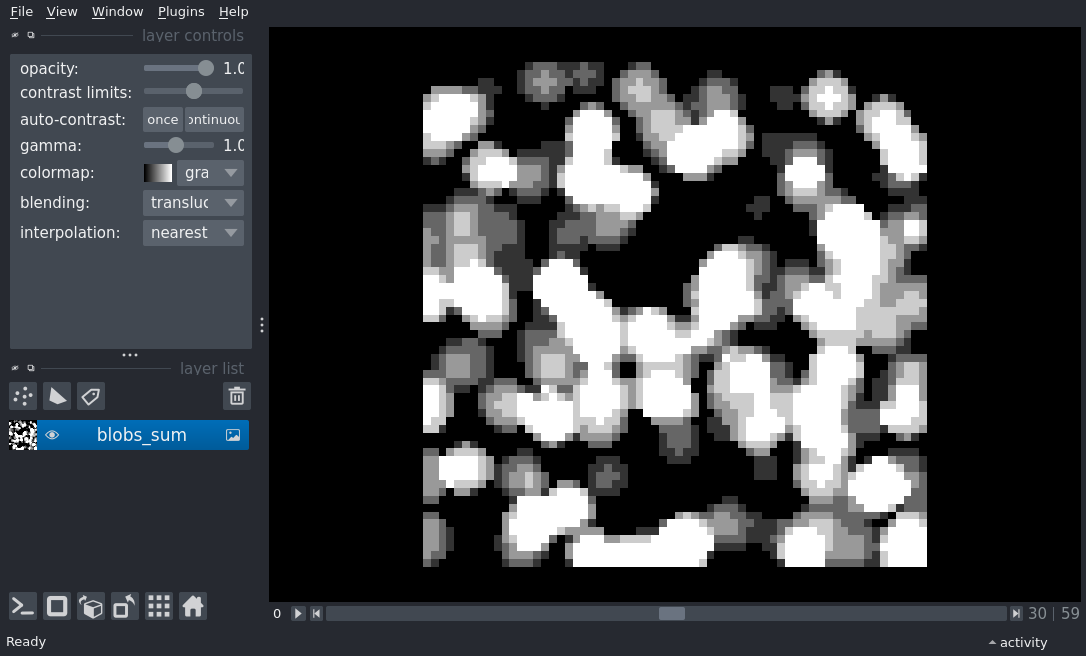 File View Window Plugins Help
layer controls
opacity: 1.0
contrast limits:
auto-contrast: once ontinuou
gamma: 1.0
colormap: gra
blending: transluc
interpolation: nearest
layer list
blobs_sum
0 30 | 59
Ready activity